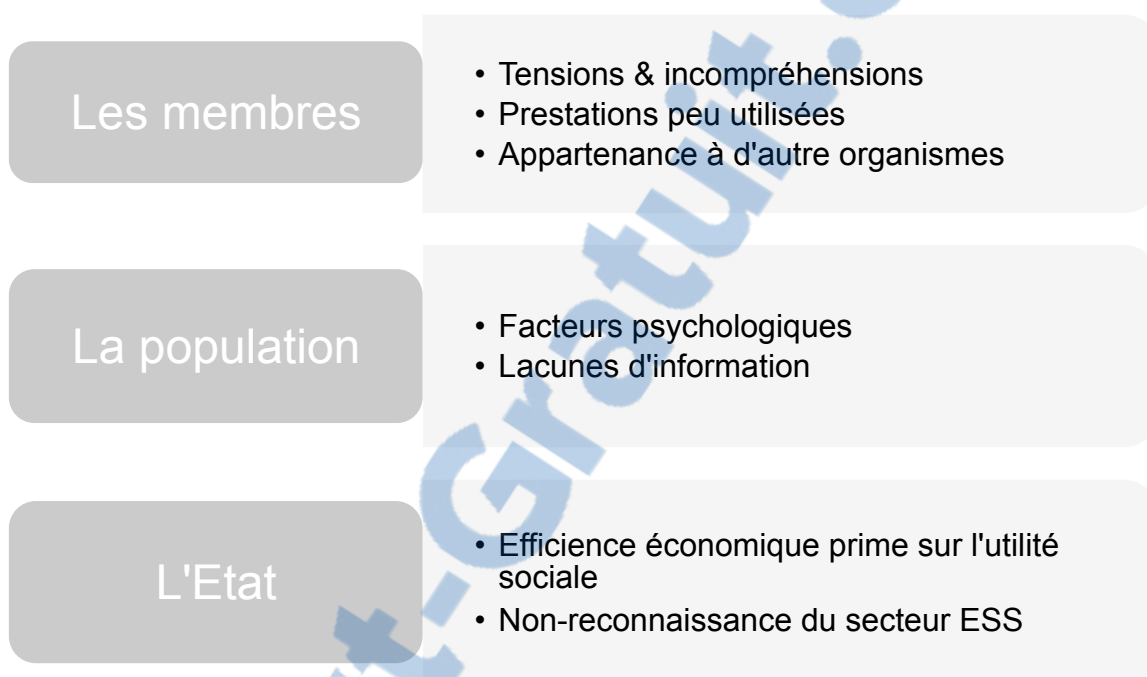 Les membres
• Tensions & incompréhensions
• Prestations peu utilisées
• Appartenance à d'autre organismes
La population
• Facteurs psychologiques
• Lacunes d'information
L'Etat
• Efficience économique prime sur l'utilité
sociale
• Non-reconnaissance du secteur ESS
t-Gratuit.